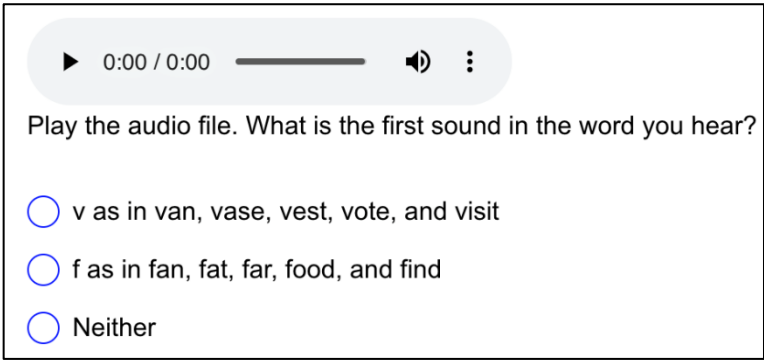 0:00 / 0:00
Play the audio file. What is the first sound in the word you hear?
v as in van, vase, vest, vote, and visit
f as in fan, fat, far, food, and find
Neither